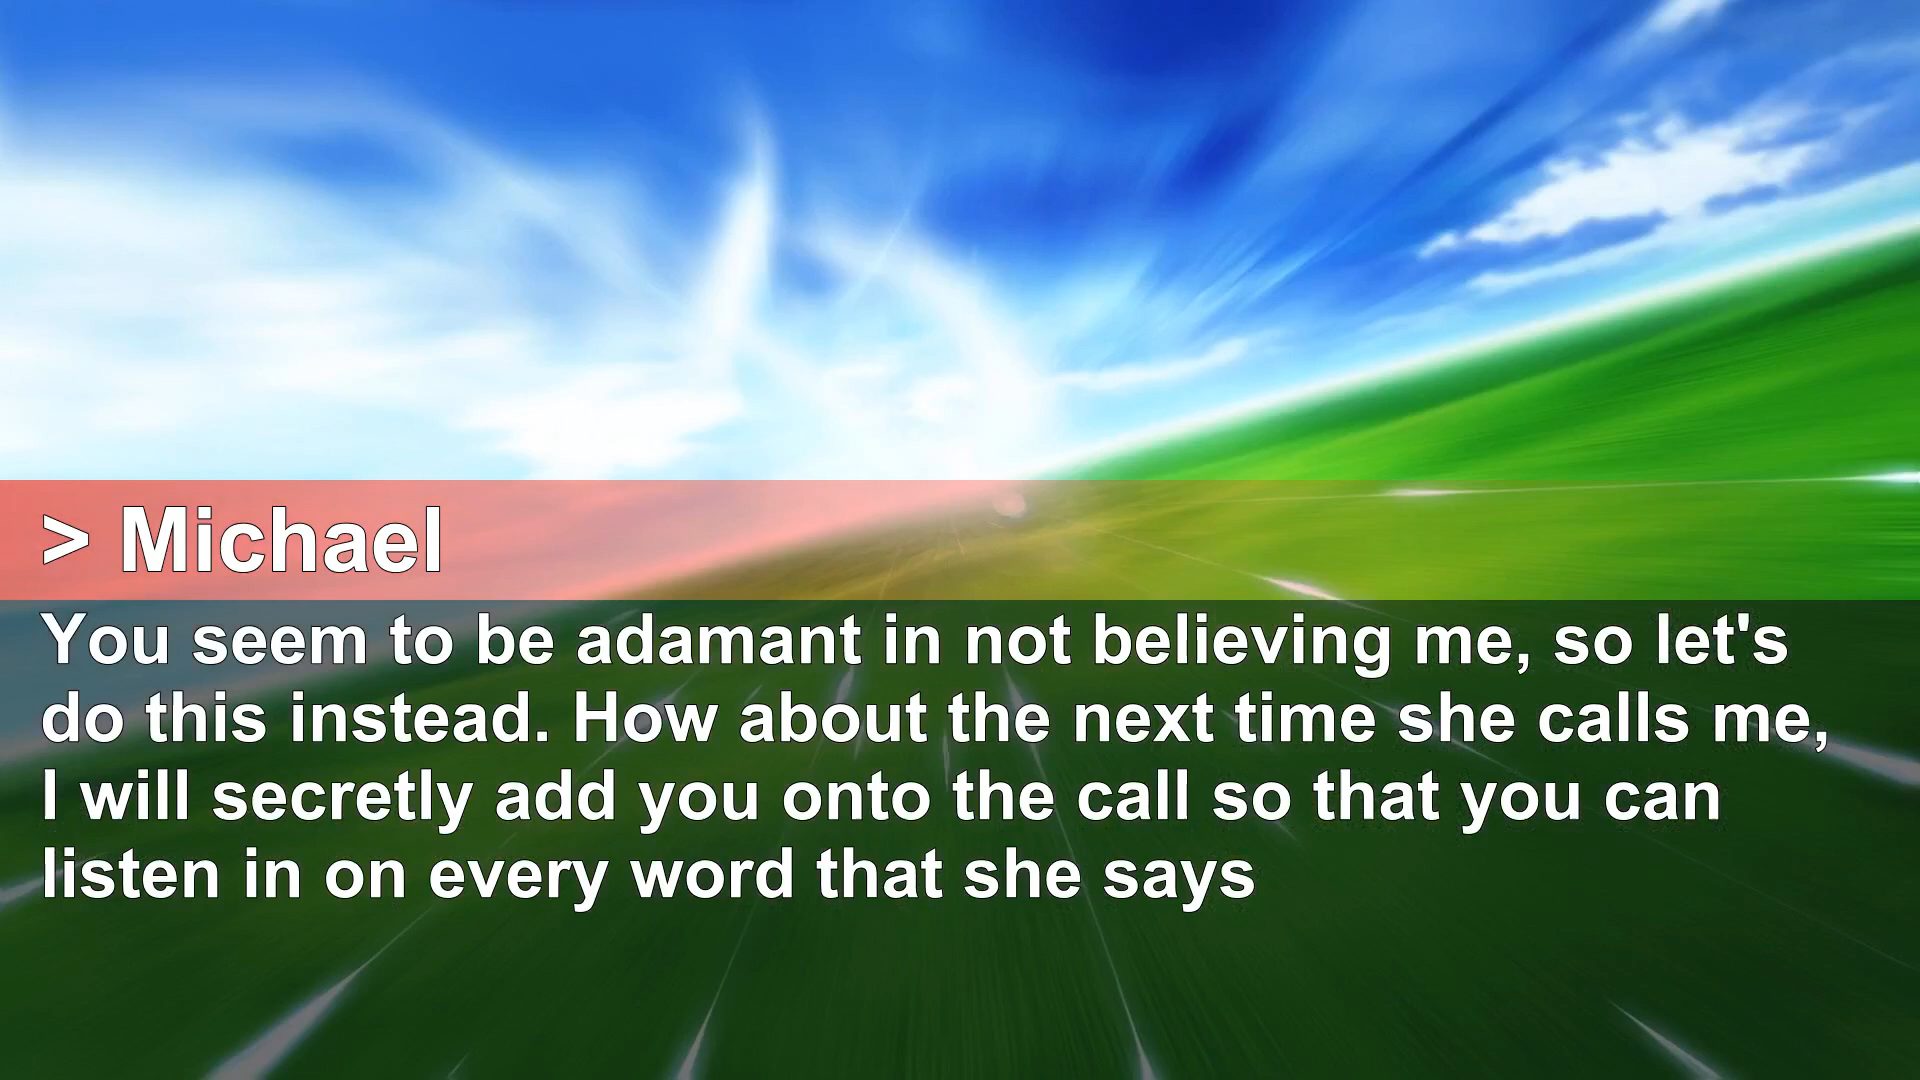 > Michael
You seem to be adamant in not believing me, so let's
do this instead. How about the next time she calls me,
I will secretly add you onto the call so that you can
listen in on every word that she says